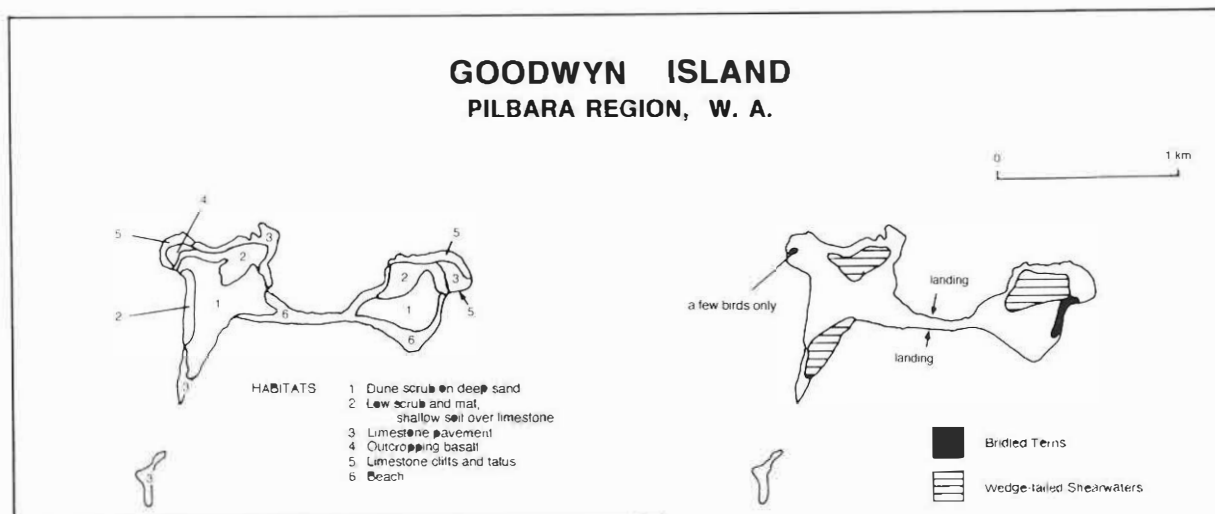 GOODWYN ISLAND
PILBARA REGION, W. A.
0 1 km
4
5
3
2
5
2
3
1
2
1
6
5
6
3
HABITATS
1 Dune scrub on deep sand
2 Low scrub and mat,
shallow soil over limestone
3 Limestone pavement
4 Outcropping basalt
5 Limestone cliffs and talus
6 Beach
3
a few birds only
landing
landing
Bridled Terns
Wedge-tailed Shearwaters